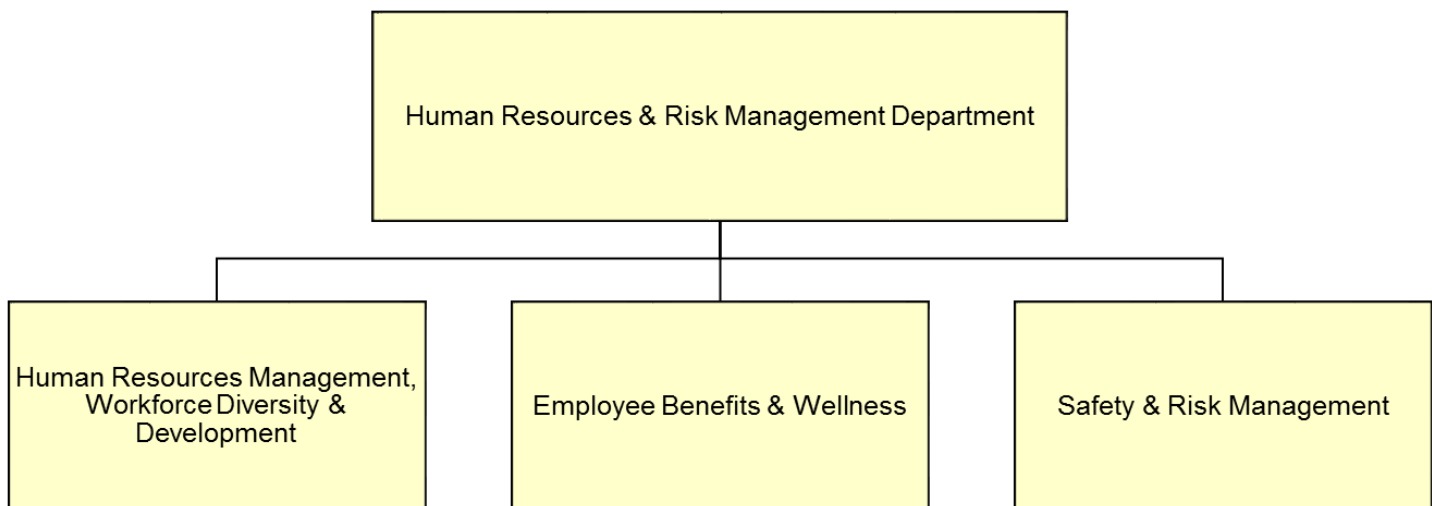 Human Resources & Risk Management Department
Human Resources Management,
Workforce Diversity &
Development
Employee Benefits & Wellness
Safety & Risk Management